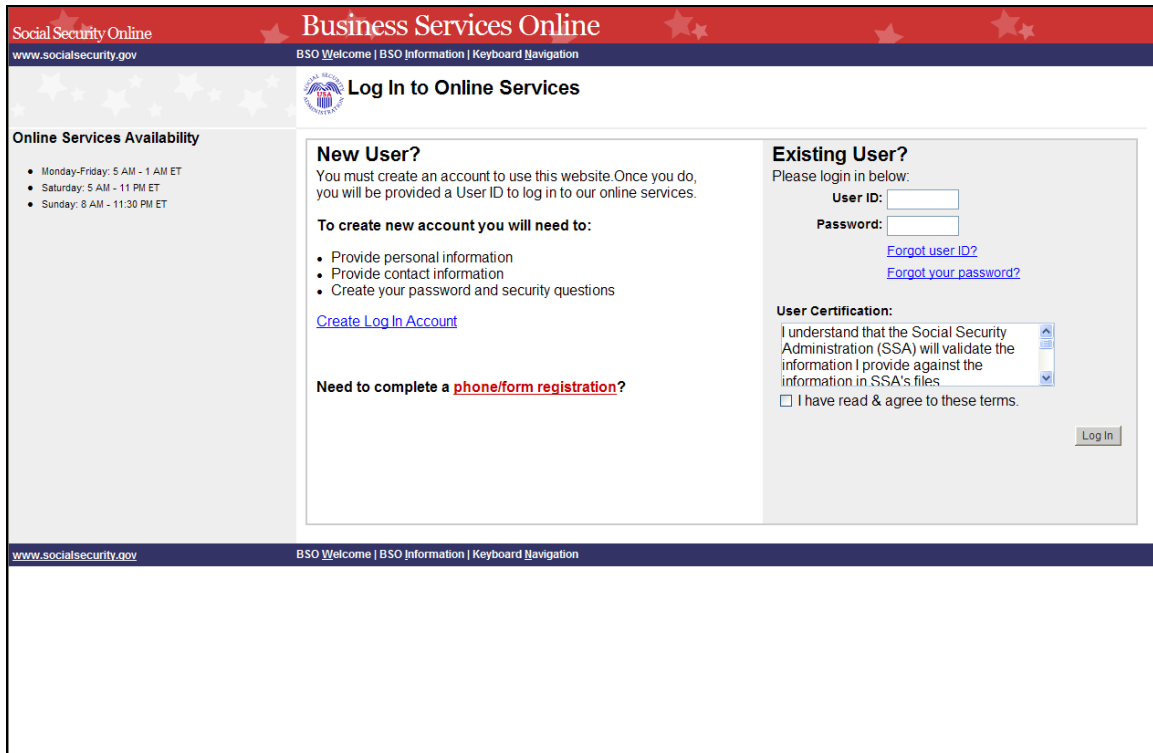 Social Security Online
Business Services Online
www.socialsecurity.gov
BSO Welcome | BSO Information | Keyboard Navigation
SOCIAL SECURITY ADMINISTRATION
USA
Log In to Online Services
Online Services Availability
• Monday-Friday: 5 AM - 1 AM ET
• Saturday: 5 AM - 11 PM ET
• Sunday: 8 AM - 11:30 PM ET
New User?
You must create an account to use this website.Once you do,
you will be provided a User ID to log in to our online services.
To create new account you will need to:
• Provide personal information
• Provide contact information
• Create your password and security questions
Create Log In Account
Need to complete a phone/form registration?
Existing User?
Please login in below:
User ID:
Password:
Forgot user ID?
Forgot your password?
User Certification:
I understand that the Social Security
Administration (SSA) will validate the
information I provide against the
information in SSA's files
I have read & agree to these terms.
Log In
www.socialsecurity.gov
BSO Welcome | BSO Information | Keyboard Navigation